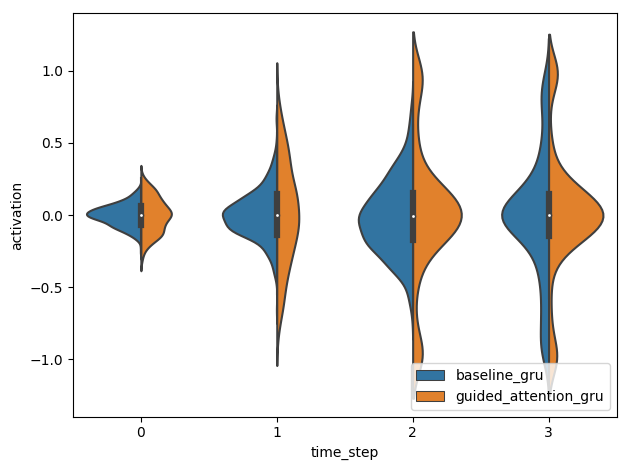 1.0
0.5
0.0
−0.5
−1.0
activation
0
1
2
3
time_step
baseline_gru
guided_attention_gru